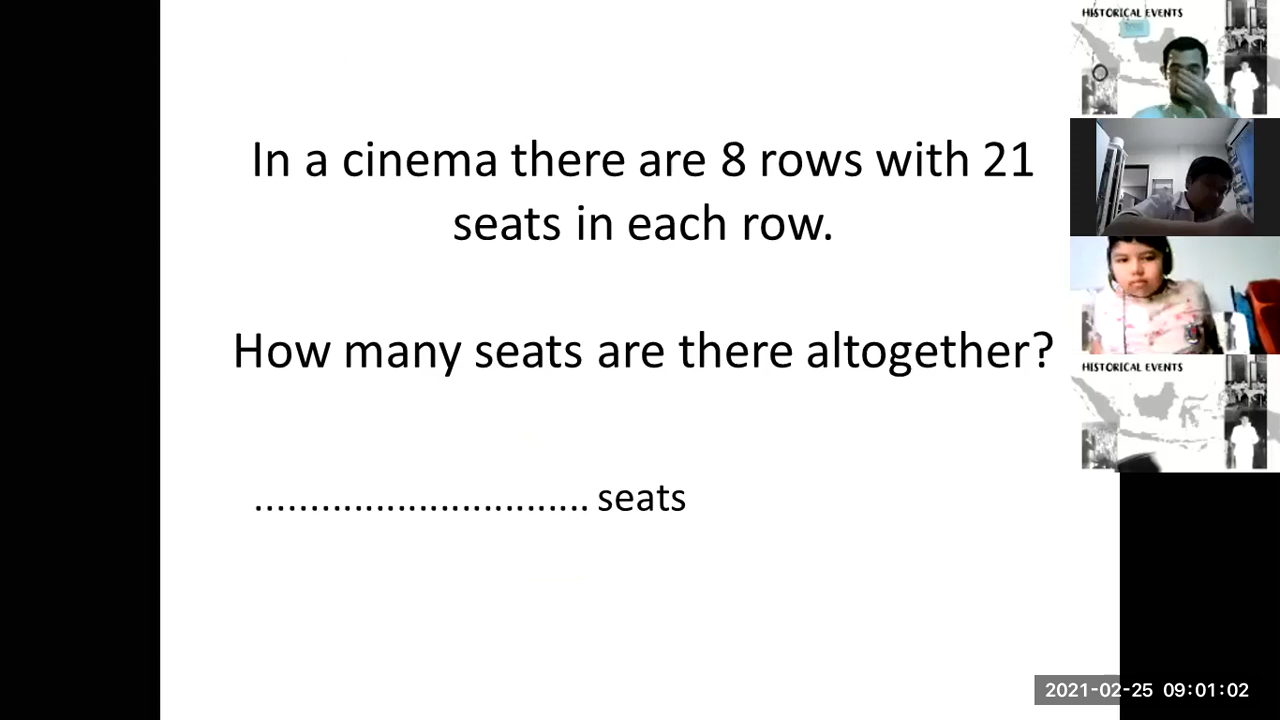 In a cinema there are 8 rows with 21
seats in each row.
How many seats are there altogether?
.............................. seats
HISTORICAL EVENTS
HISTORICAL EVENTS
2021-02-25 09:01:02